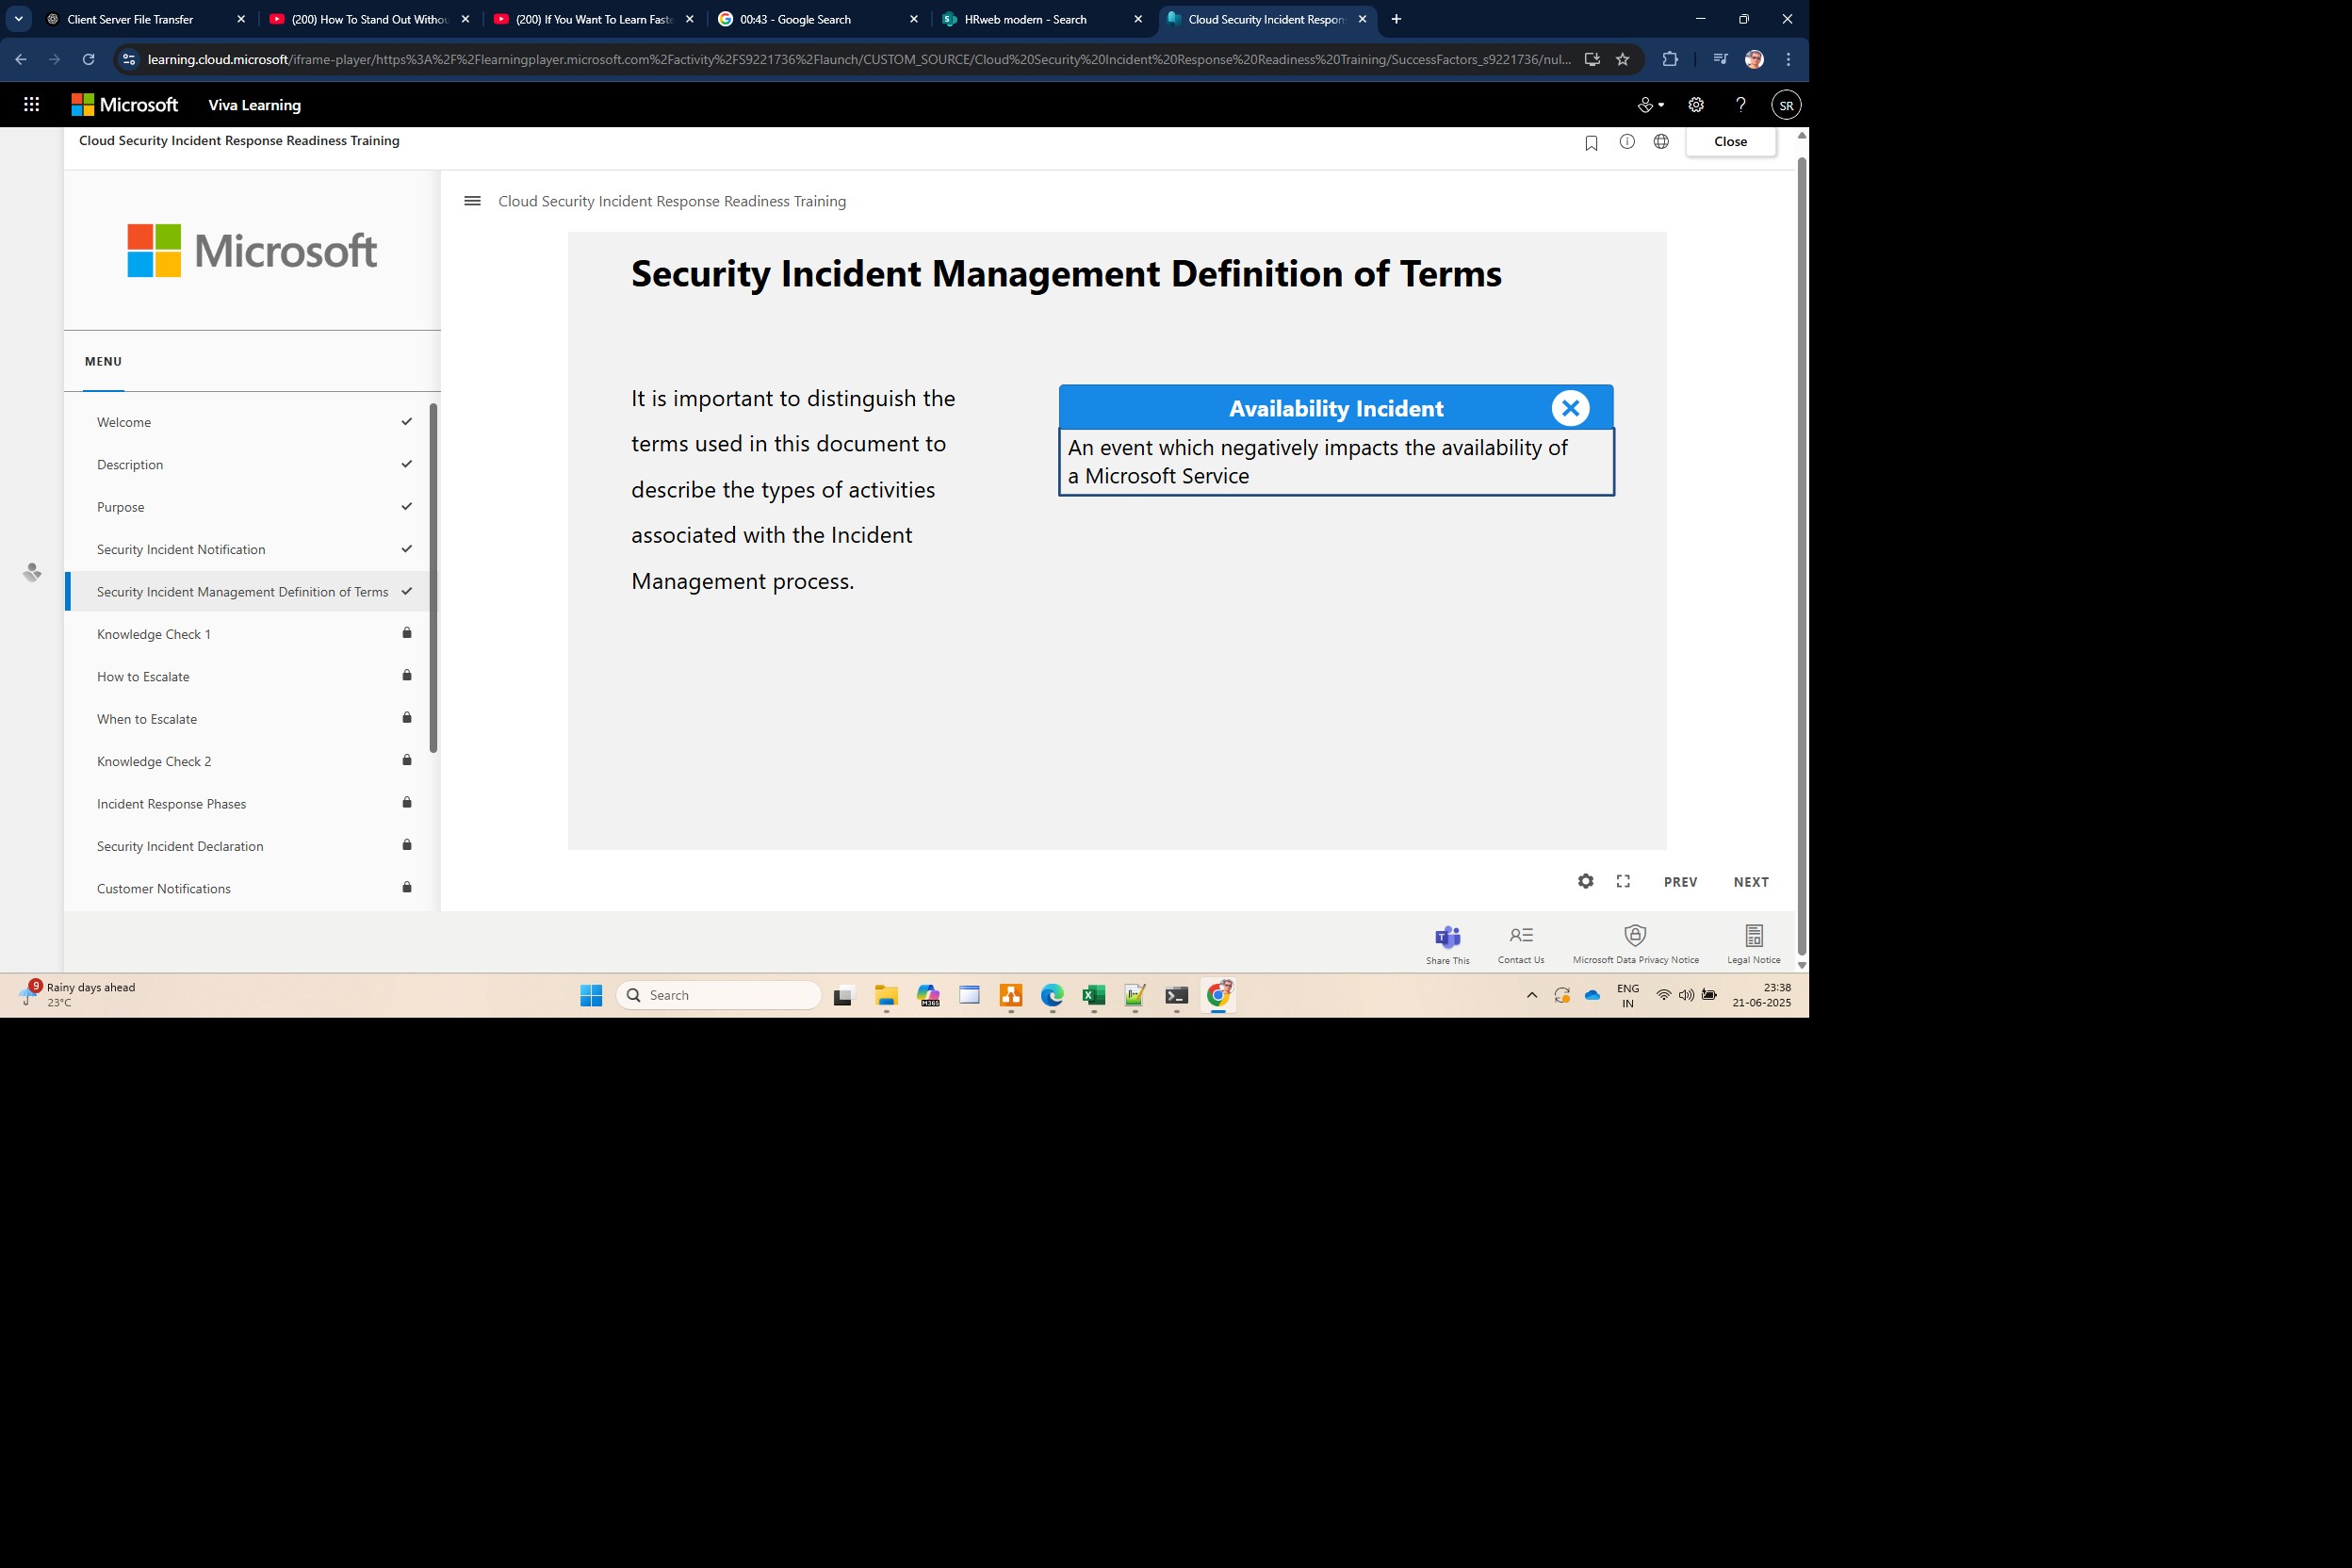 Client Server File Transfer
(200) How To Stand Out Withou
(200) If You Want To Learn Faste
00:43 - Google Search
HRweb modern - Search
Cloud Security Incident Respon
learning.cloud.microsoft/iframe-player/https%3A%2F%2Flearningplayer.microsoft.com%2Factivity%2FS9221736%2Flaunch/CUSTOM_SOURCE/Cloud%20Security%20Incident%20Response%20Readiness%20Training/SuccessFactors_s9221736/nul...
Microsoft
Viva Learning
SR
Cloud Security Incident Response Readiness Training
Close
Microsoft
MENU
Welcome
Description
Purpose
Security Incident Notification
Security Incident Management Definition of Terms
Knowledge Check 1
How to Escalate
When to Escalate
Knowledge Check 2
Incident Response Phases
Security Incident Declaration
Customer Notifications
Cloud Security Incident Response Readiness Training
Security Incident Management Definition of Terms
It is important to distinguish the
terms used in this document to
describe the types of activities
associated with the Incident
Management process.
Availability Incident
An event which negatively impacts the availability of
a Microsoft Service
PREV
NEXT
Share This
Contact Us
Microsoft Data Privacy Notice
Legal Notice
9
Rainy days ahead
23°C
Search
M365
ENG
IN
23:38
21-06-2025